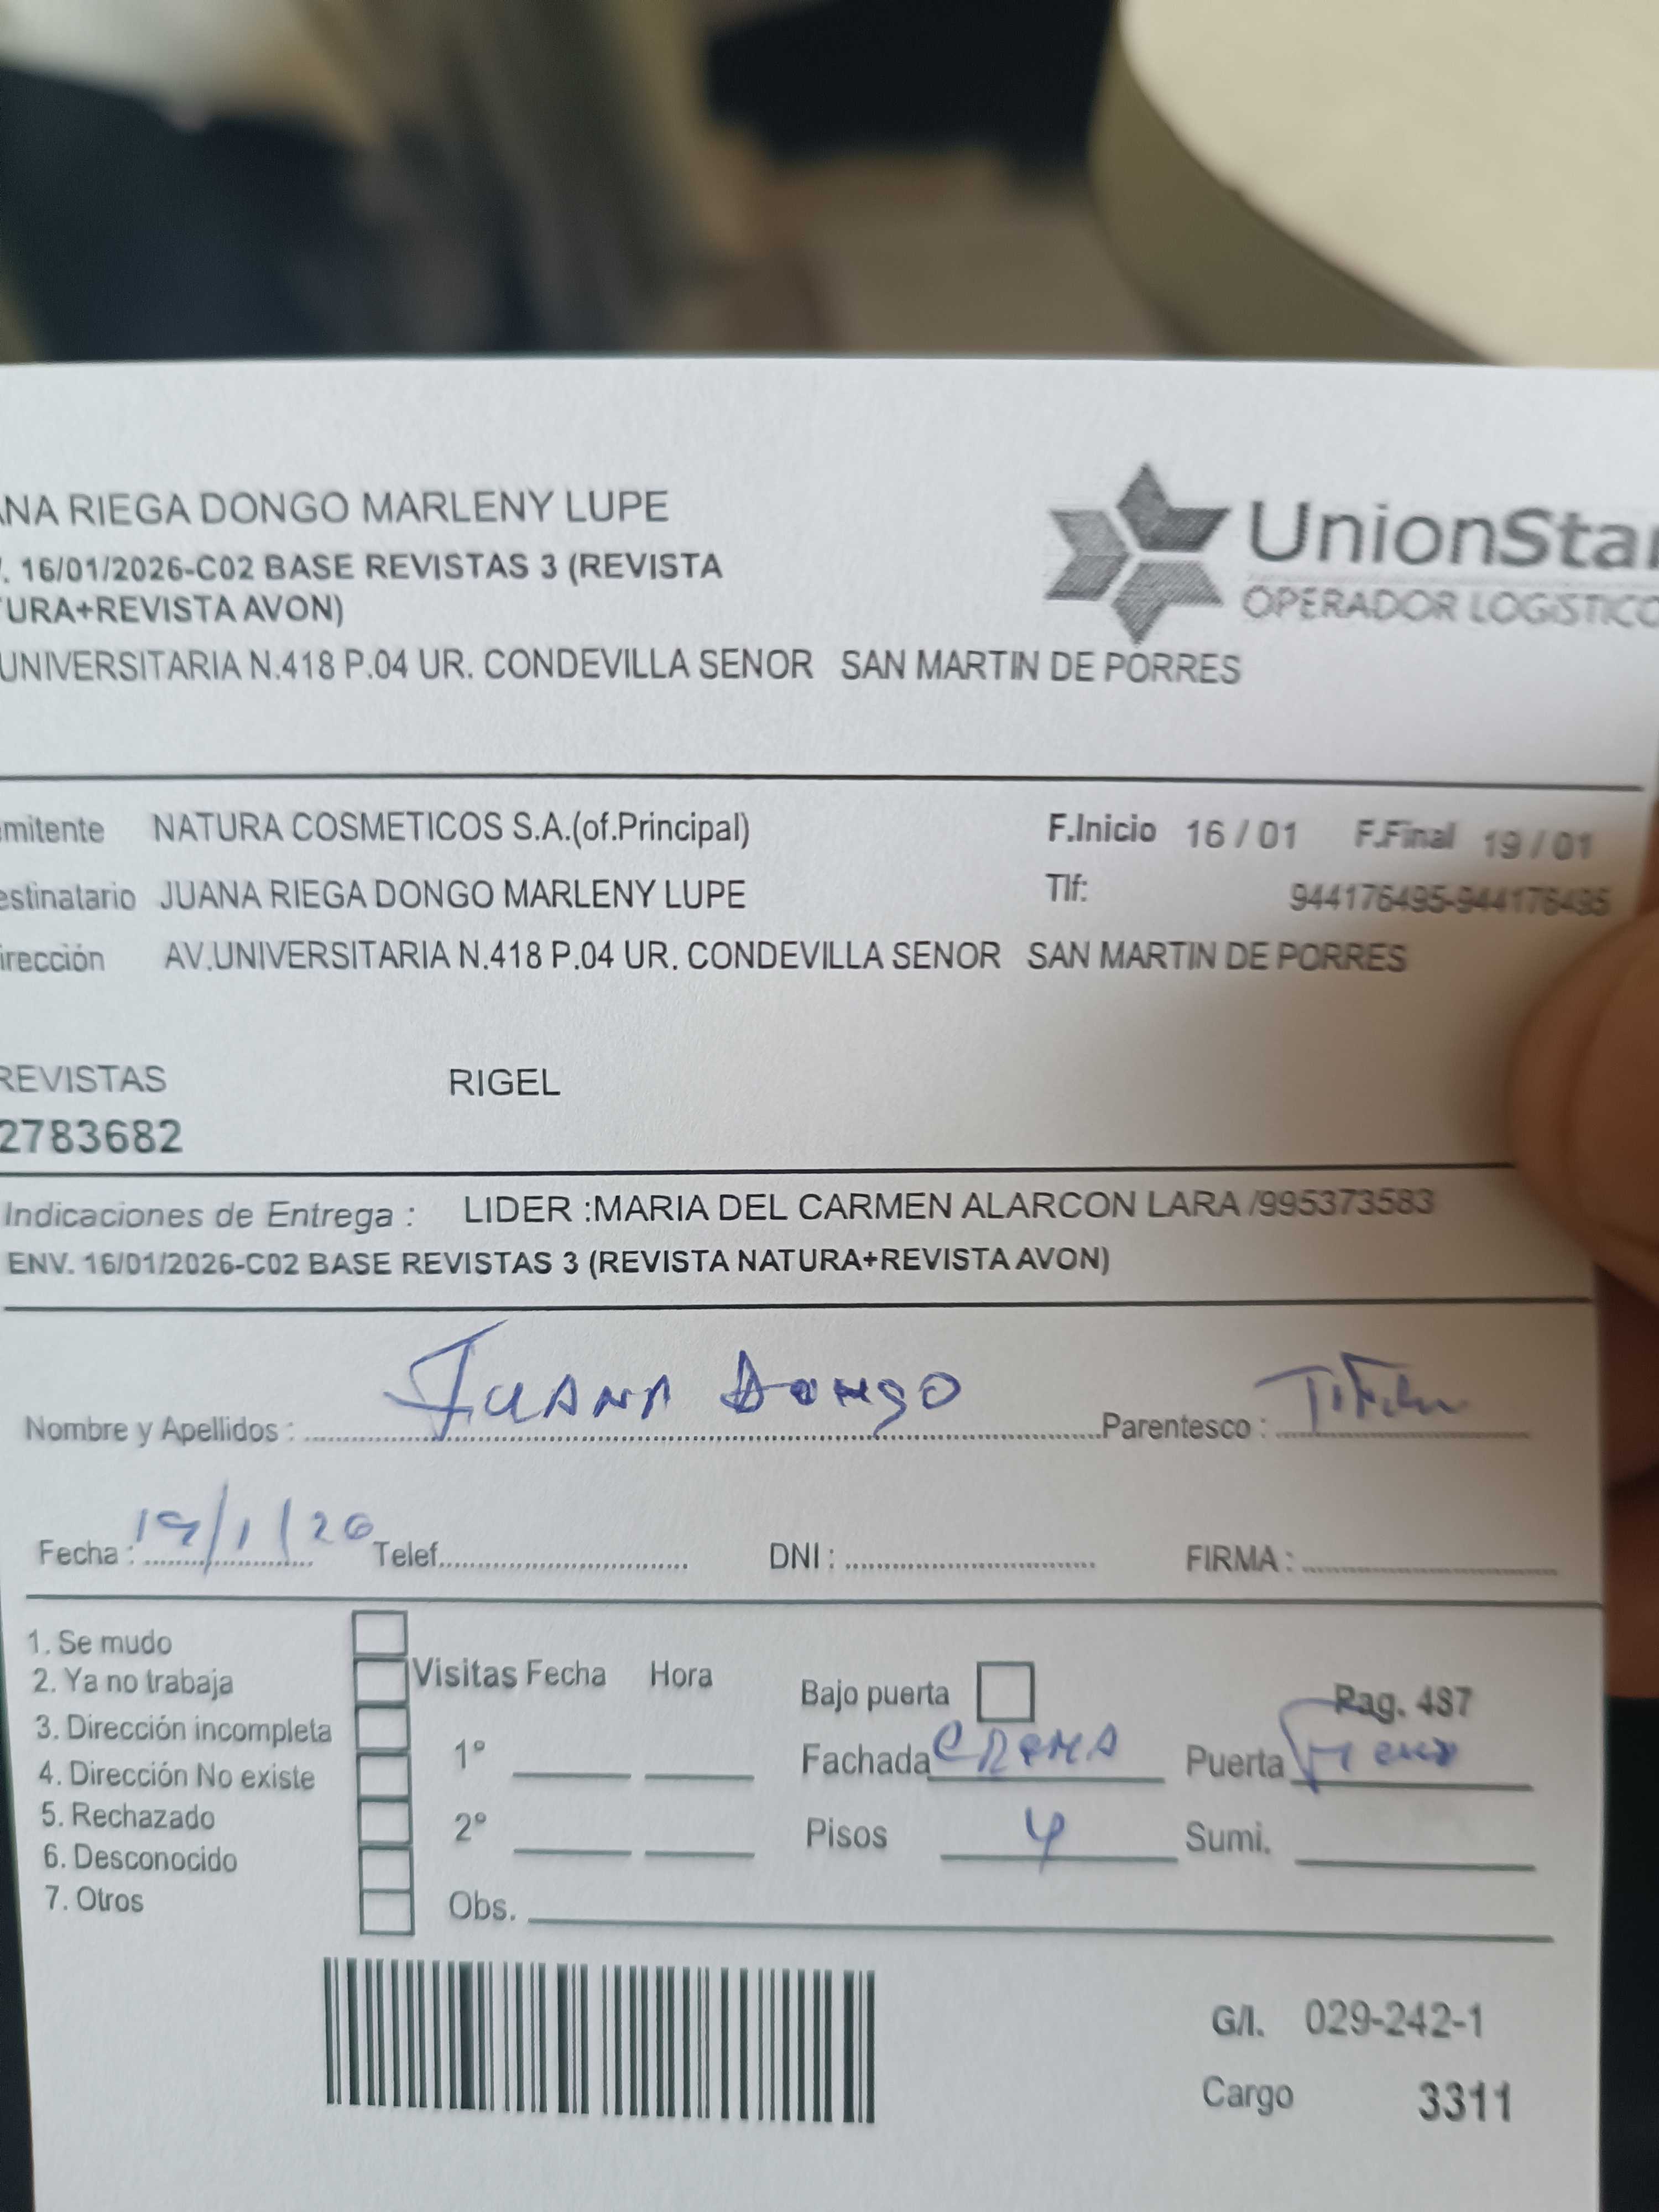 NA RIEGA DONGO MARLENY LUPE
UnionStar
. 16/01/2026-C02 BASE REVISTAS 3 (REVISTA
OPERADOR LOGISTICO
URA+REVISTA AVON)
UNIVERSITARIA N.418 P.04 UR. CONDEVILLA SENOR SAN MARTIN DE PORRES
mitente NATURA COSMETICOS S.A.(of.Principal) F.Inicio 16 / 01 F.Final 19 / 01
estinatario JUANA RIEGA DONGO MARLENY LUPE Tlf: 944176495-944176495
irección AV.UNIVERSITARIA N.418 P.04 UR. CONDEVILLA SENOR SAN MARTIN DE PORRES
REVISTAS RIGEL
2783682
Indicaciones de Entrega : LIDER :MARIA DEL CARMEN ALARCON LARA /995373583
ENV. 16/01/2026-C02 BASE REVISTAS 3 (REVISTA NATURA+REVISTA AVON)
Nombre y Apellidos : JUANA DONGO Parentesco :
Fecha : 19/1/26 Telef. DNI : FIRMA :
1. Se mudo
2. Ya no trabaja
3. Dirección incompleta
4. Dirección No existe
5. Rechazado
6. Desconocido
7. Otros
Visitas Fecha Hora
1°
2°
Obs.
Bajo puerta Pag. 487
Fachada CREMA Puerta
Pisos 4 Sumi.
G/I. 029-242-1
Cargo 3311